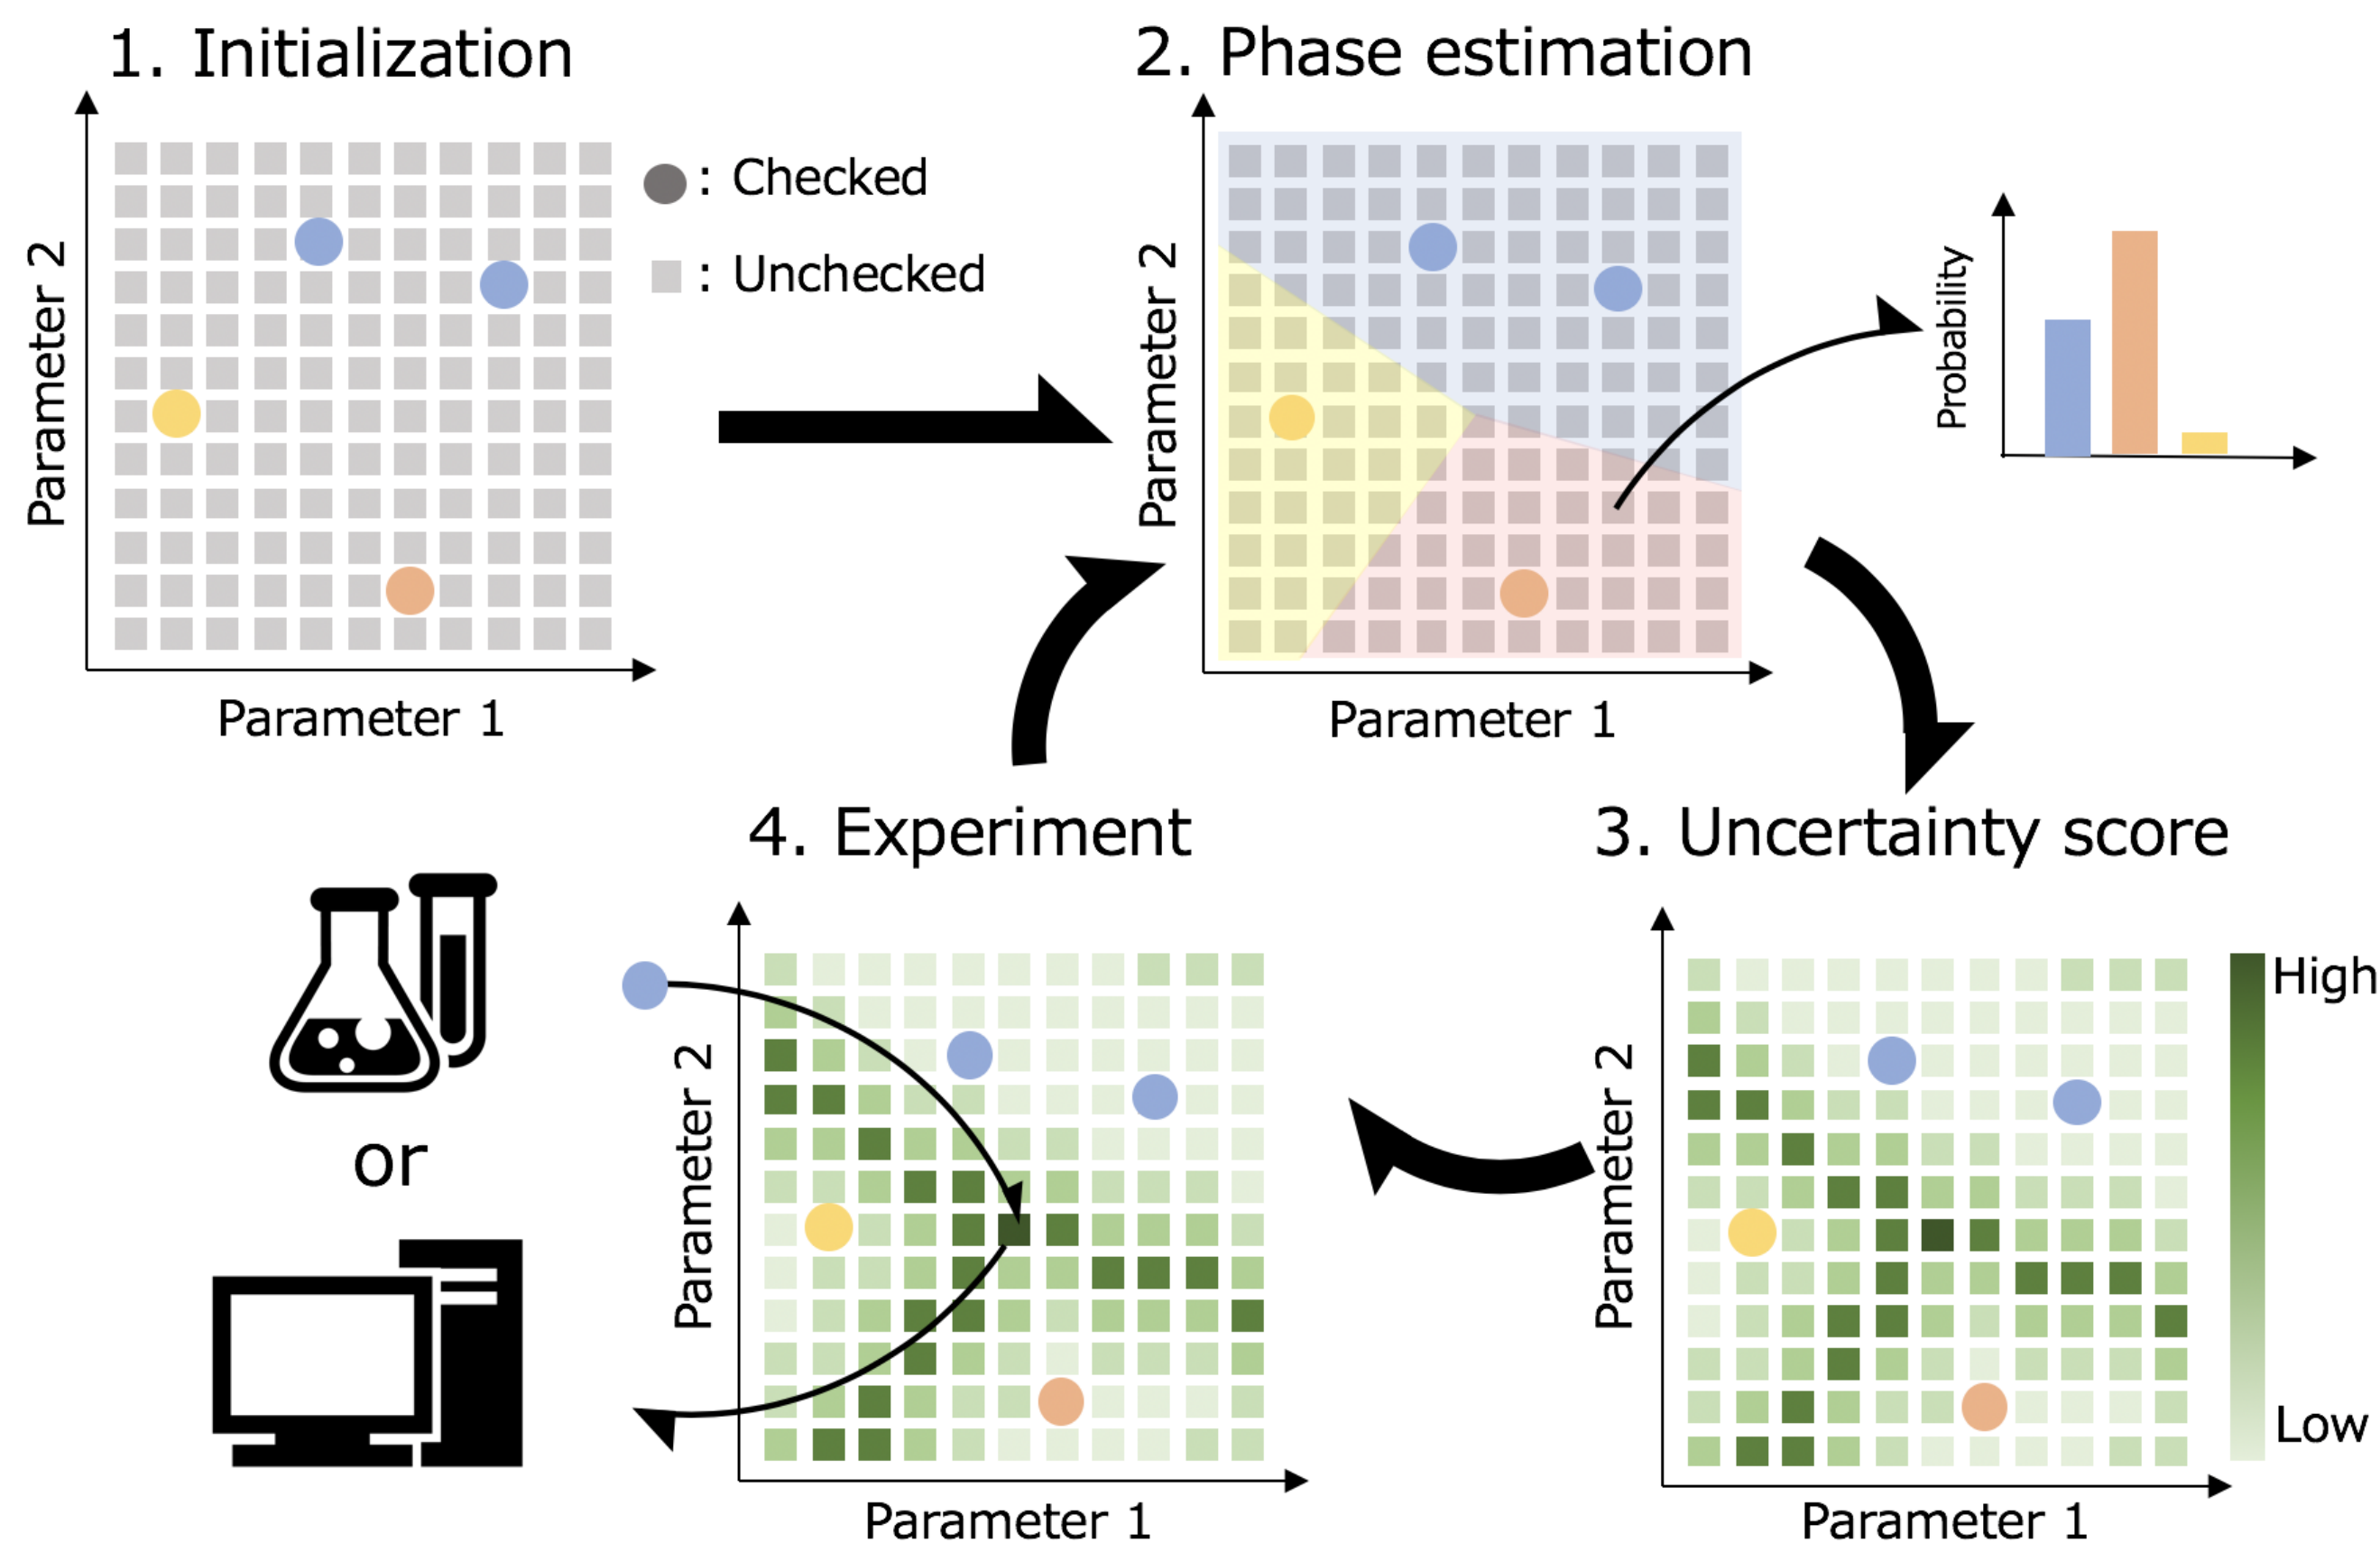 1. Initialization
Parameter 2
Parameter 1
: Checked
: Unchecked
2. Phase estimation
Parameter 2
Parameter 1
Probability
3. Uncertainty score
Parameter 2
Parameter 1
High
Low
4. Experiment
Parameter 2
Parameter 1
or